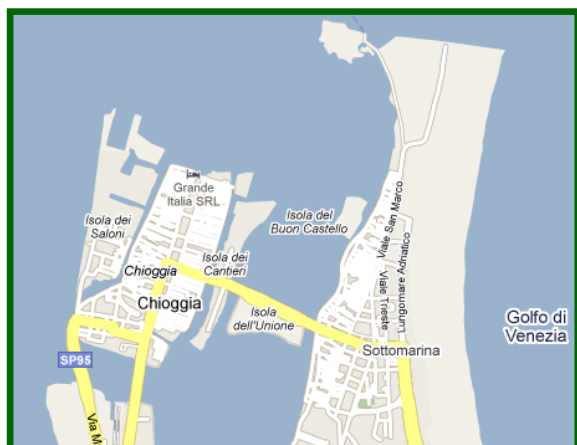 Grande
Italia SRL
Isola dei
Saloni
Isola del
Buon Castello
Viale San Marco
Isola dei
Cantieri
Chioggia
Lungomare Adriatico
Viale Trieste
Chioggia
Isola
dell'Unione
Golfo di
Venezia
Sottomarina
SP95
Via M